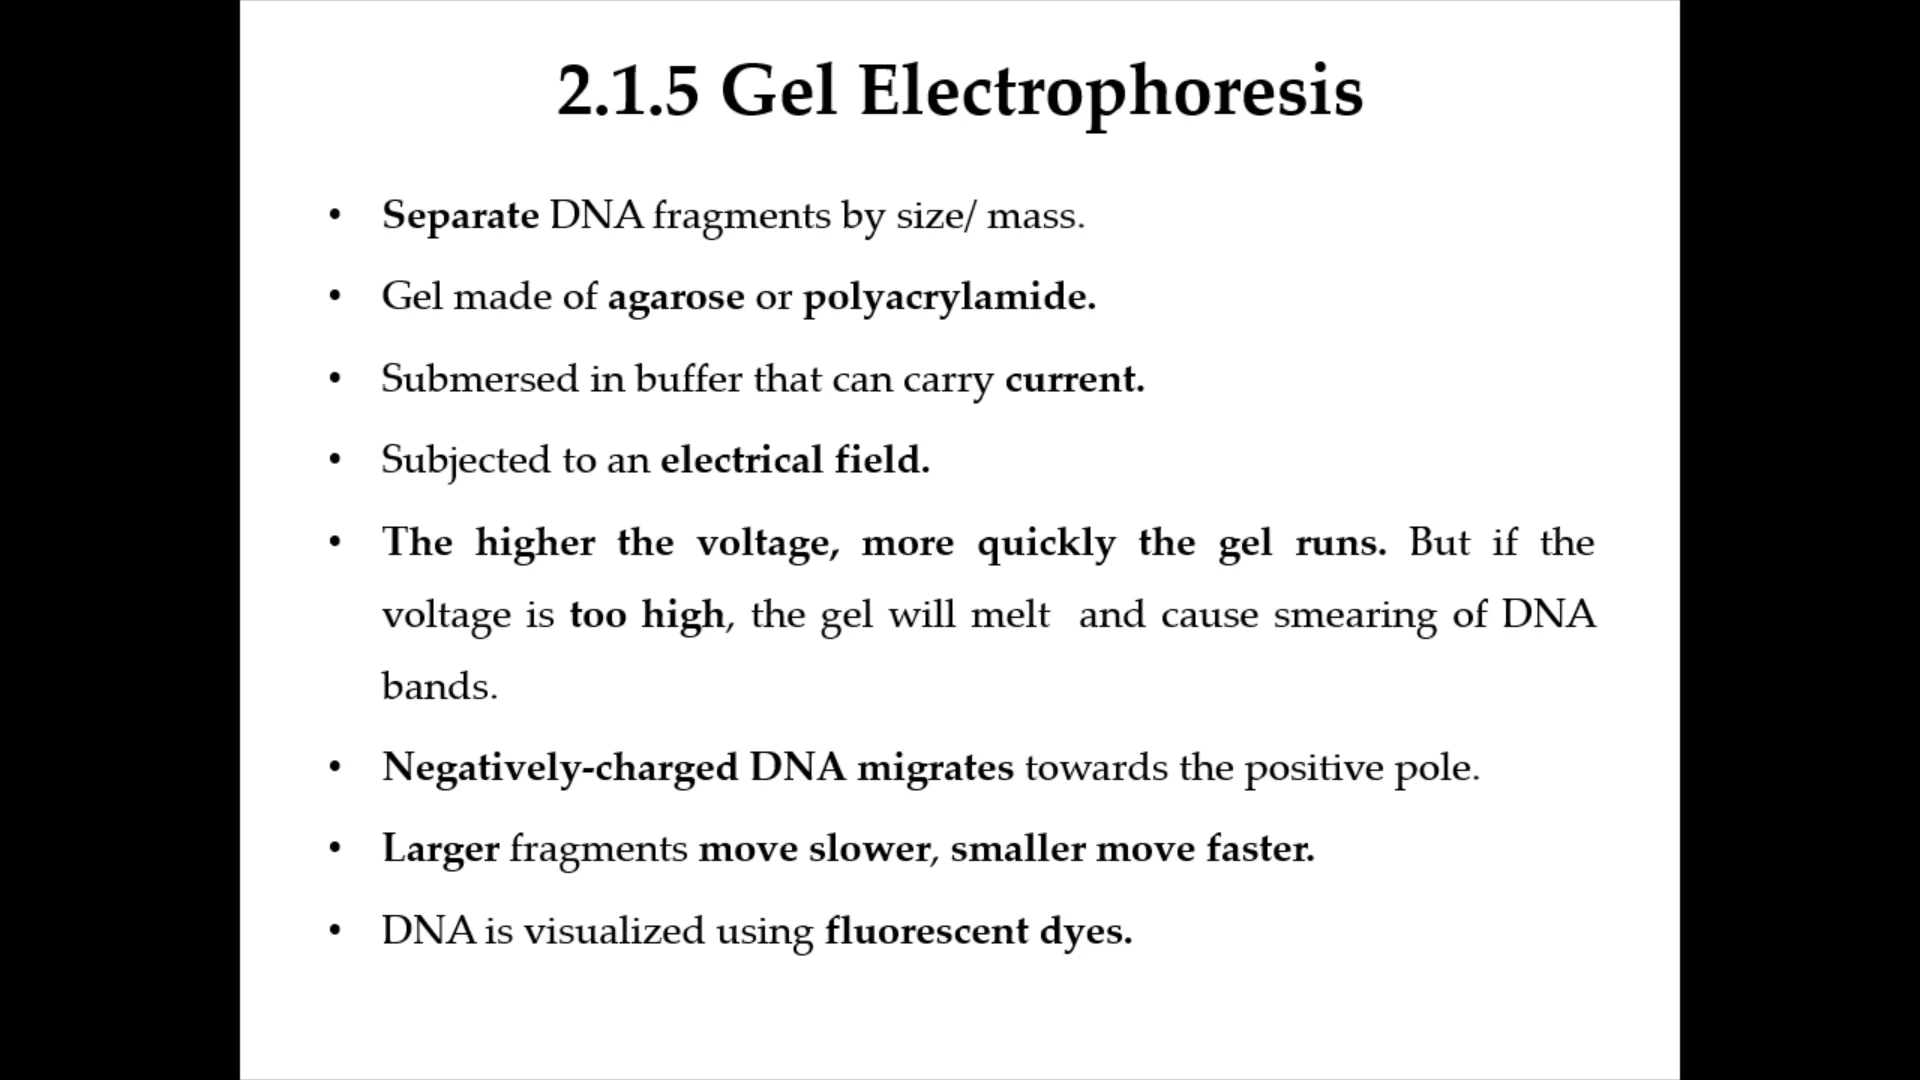 2.1.5 Gel Electrophoresis
• Separate DNA fragments by size/ mass.
• Gel made of agarose or polyacrylamide.
• Submersed in buffer that can carry current.
• Subjected to an electrical field.
• The higher the voltage, more quickly the gel runs. But if the
voltage is too high, the gel will melt and cause smearing of DNA
bands.
• Negatively-charged DNA migrates towards the positive pole.
• Larger fragments move slower, smaller move faster.
• DNA is visualized using fluorescent dyes.